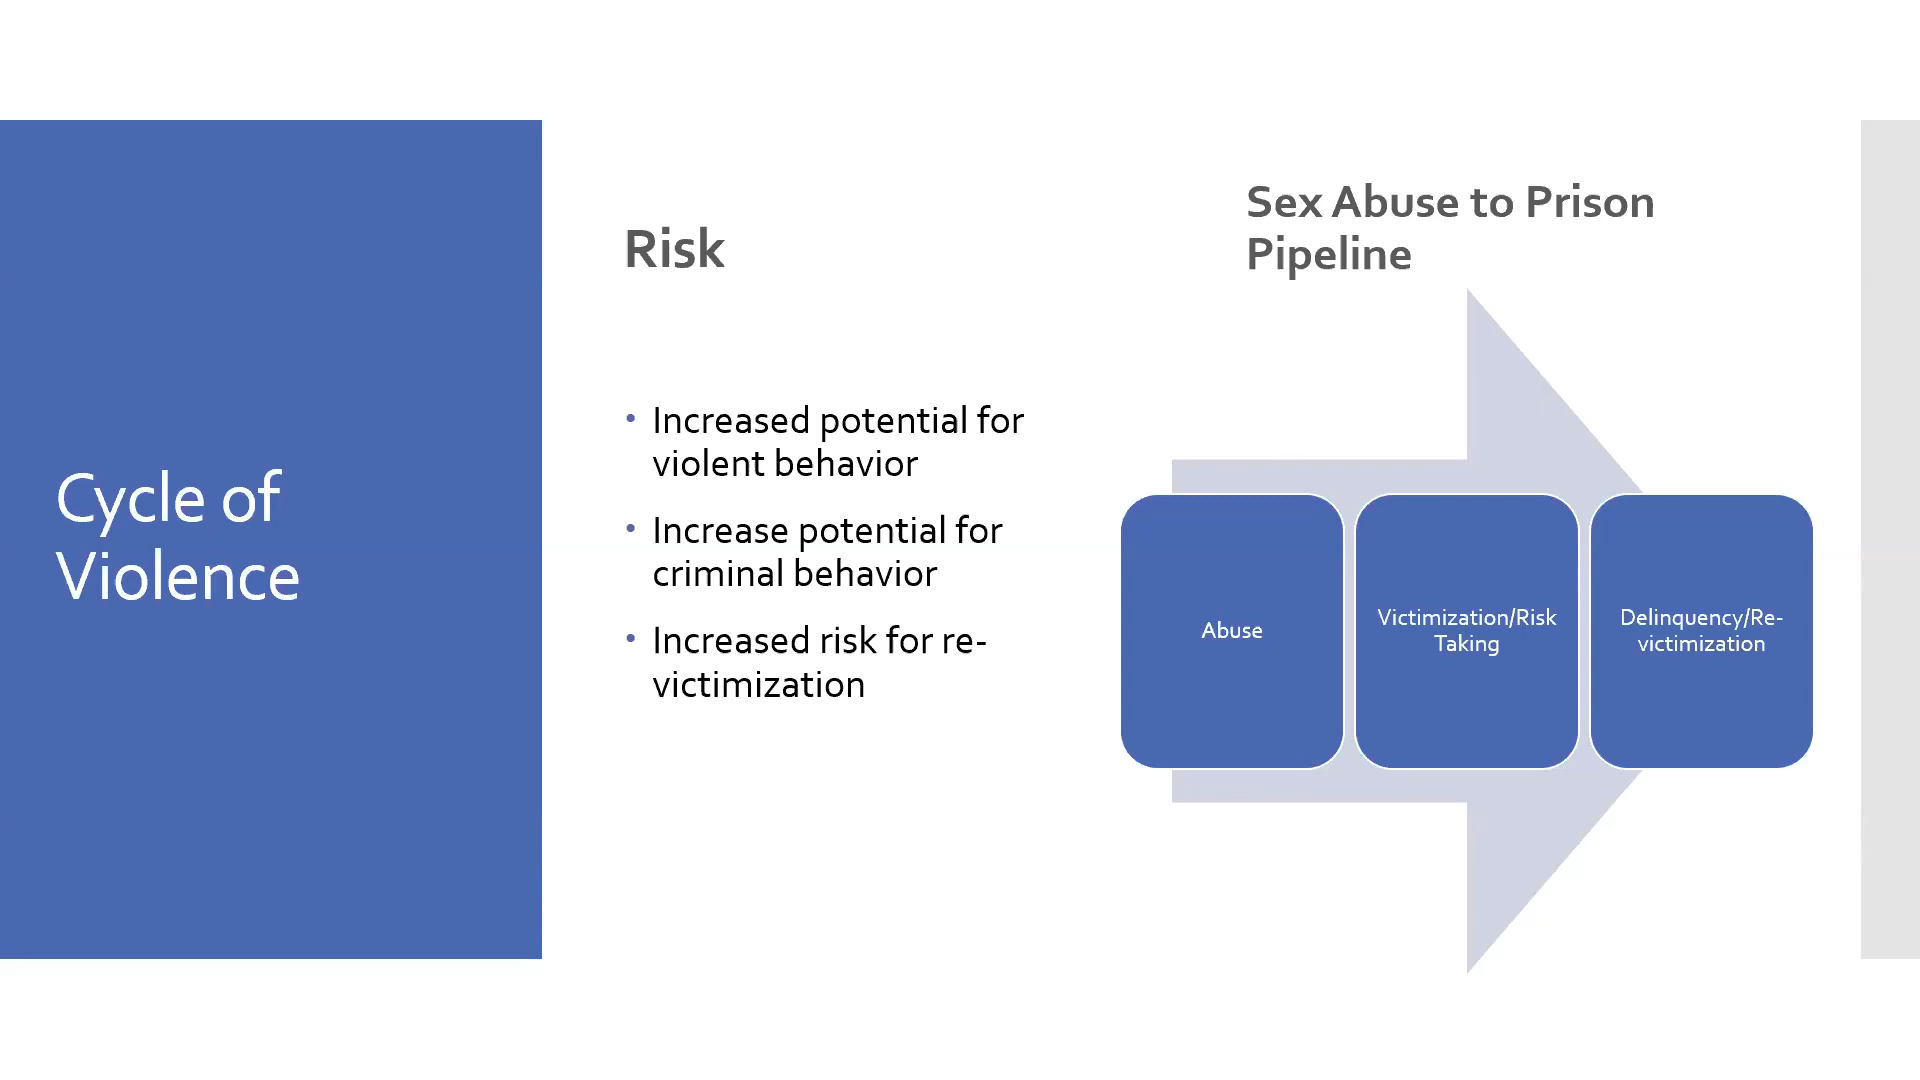 Cycle of
Violence
Risk
• Increased potential for
violent behavior
• Increase potential for
criminal behavior
• Increased risk for re-
victimization
Sex Abuse to Prison
Pipeline
Abuse
Victimization/Risk
Taking
Delinquency/Re-
victimization